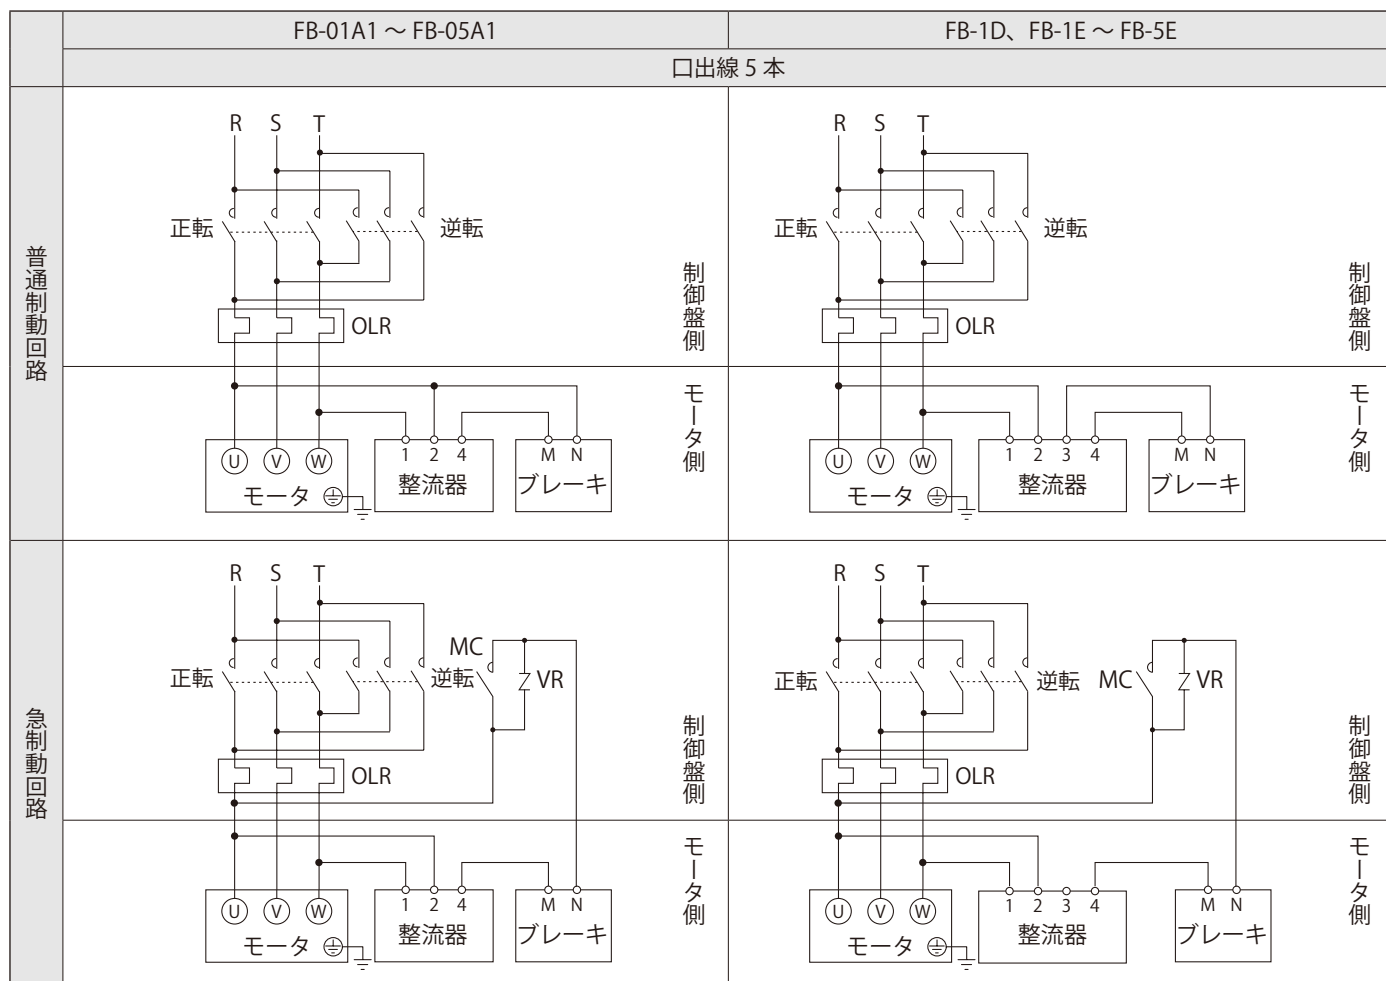 FB-01A1 ～ FB-05A1
FB-1D、FB-1E ～ FB-5E
口出線 5 本
普通制動回路
R S T
正転
逆転
OLR
制御盤側
モータ側
U V W
モータ
1 2 4
整流器
M N
ブレーキ
R S T
正転
逆転
OLR
制御盤側
モータ側
U V W
モータ
1 2 3 4
整流器
M N
ブレーキ
急制動回路
R S T
MC
正転
逆転
VR
OLR
制御盤側
モータ側
U V W
モータ
1 2 4
整流器
M N
ブレーキ
R S T
正転
逆転
MC
VR
OLR
制御盤側
モータ側
U V W
モータ
1 2 3 4
整流器
M N
ブレーキ